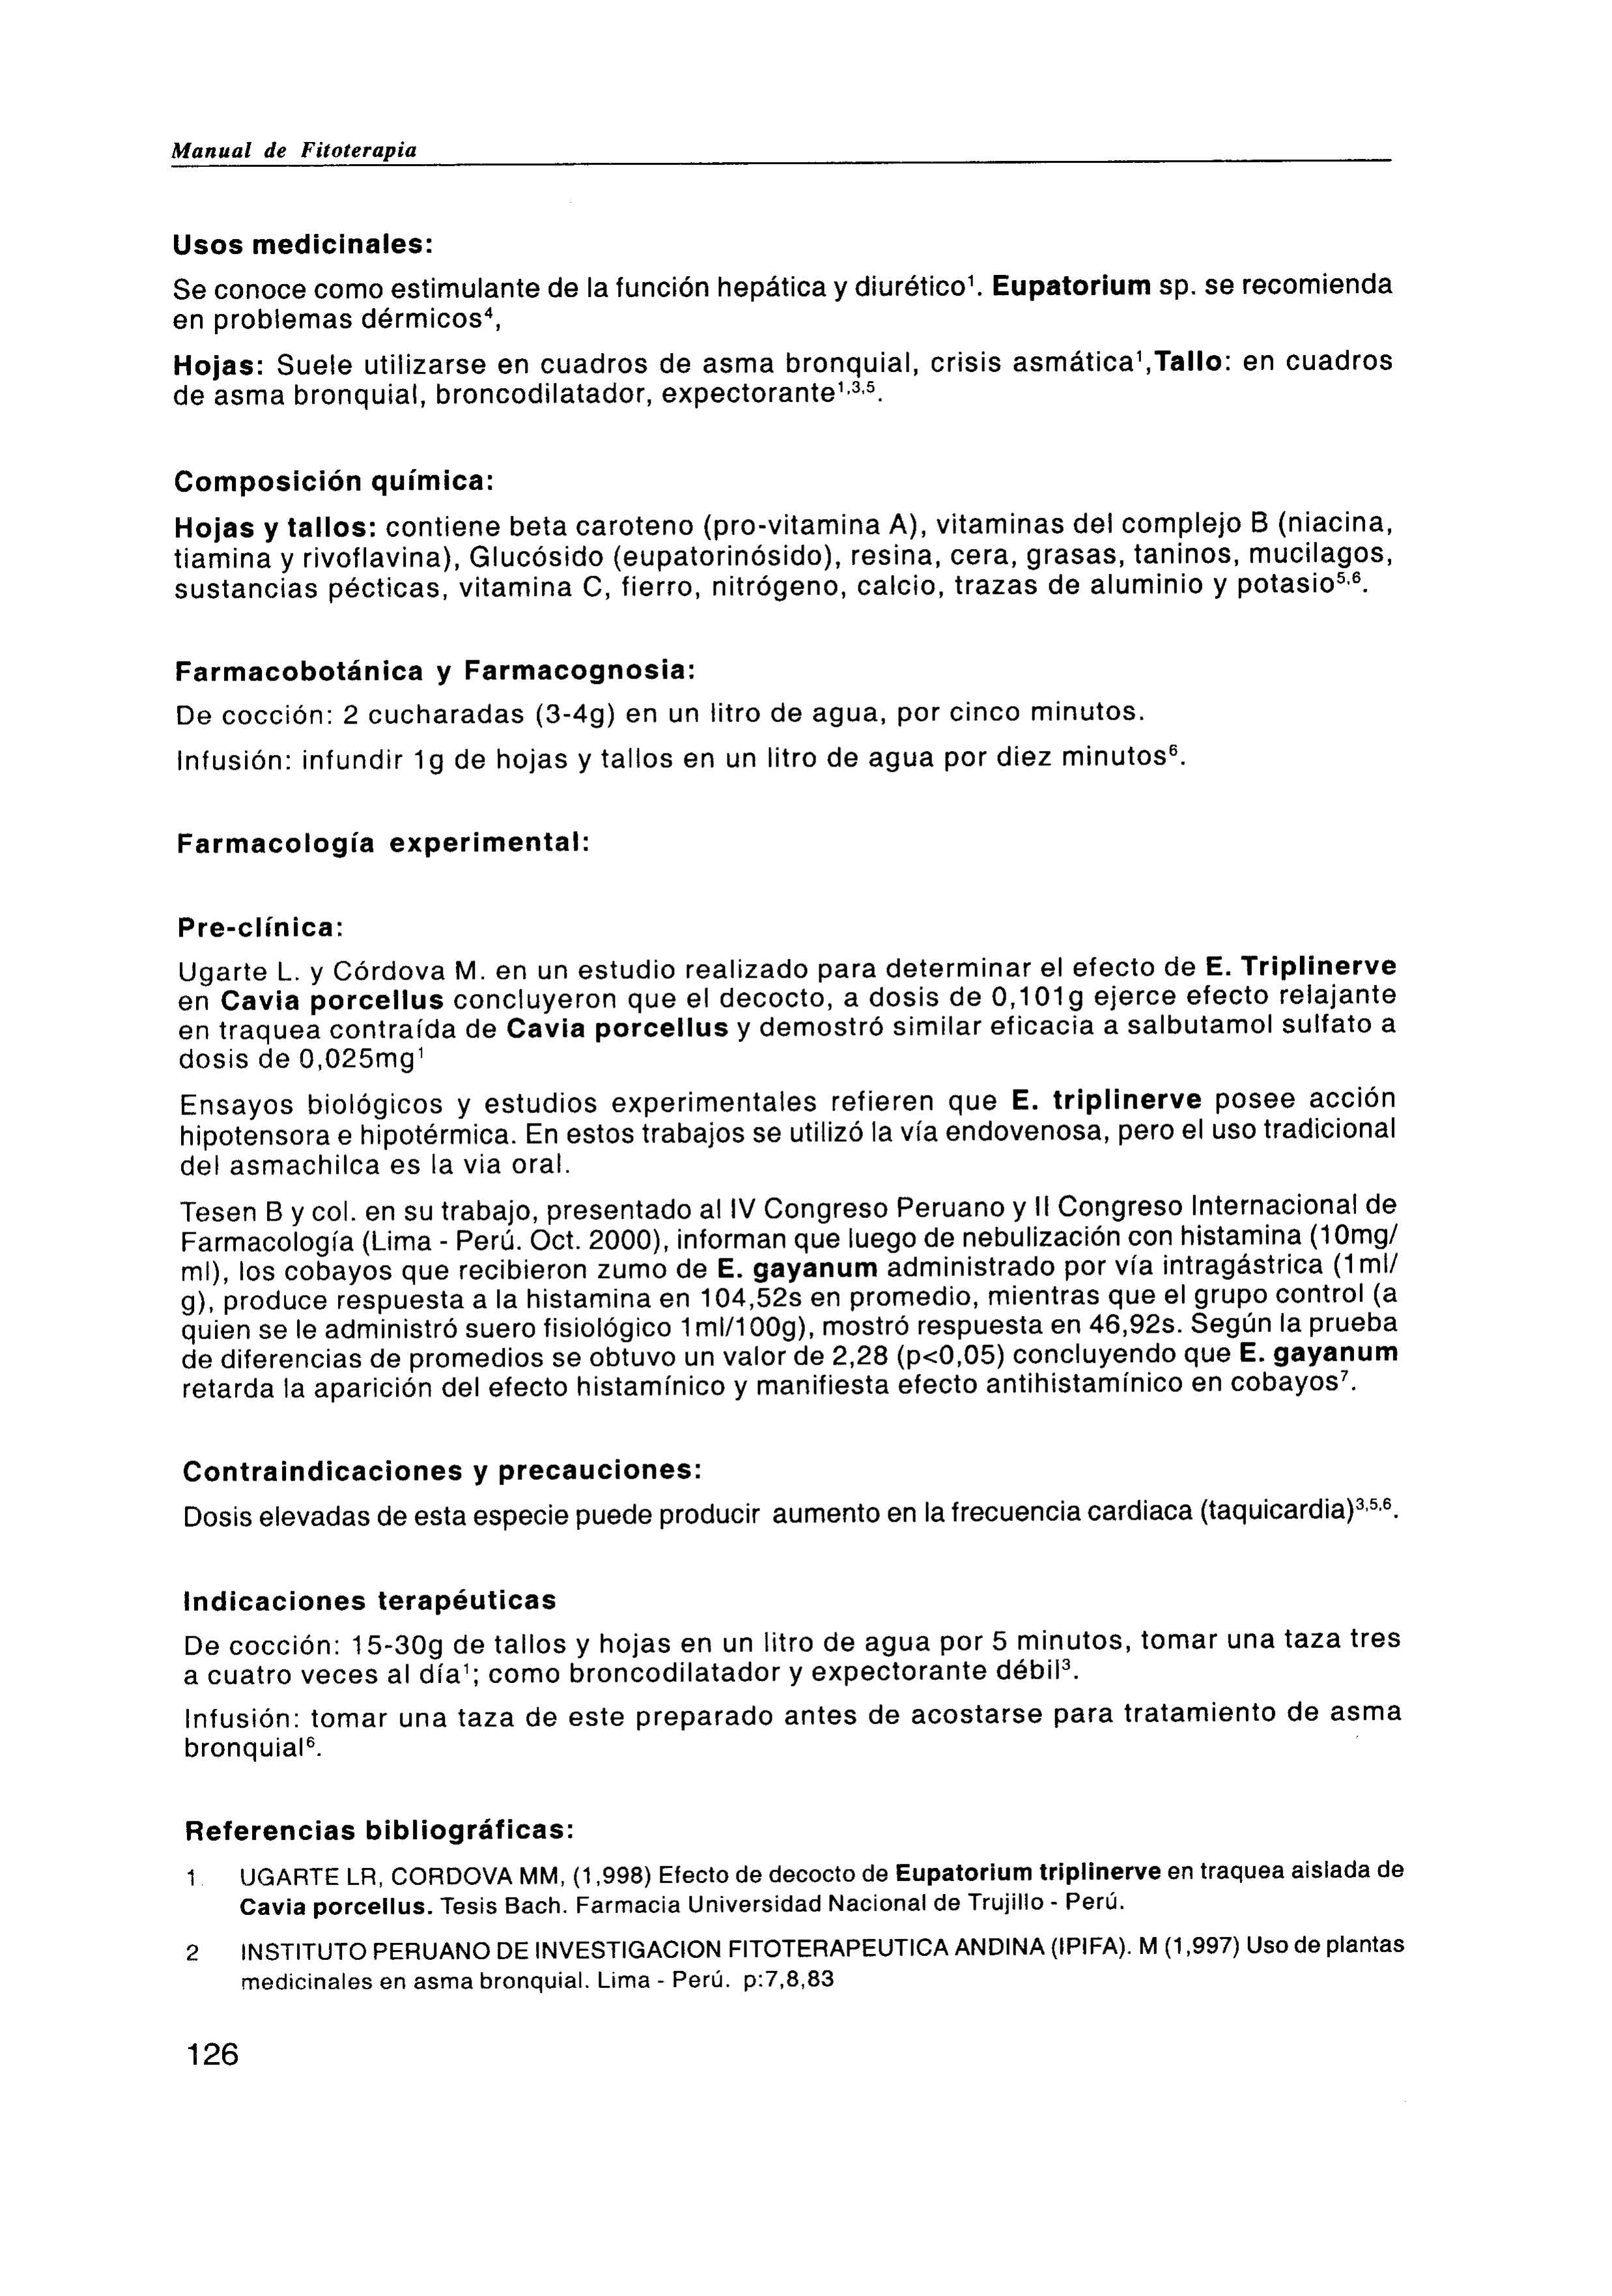 Manual de Fitoterapia
Usos medicinales:
Se conoce como estimulante de la función hepática y diurético¹. Eupatorium sp. se recomienda
en problemas dérmicos⁴,
Hojas: Suele utilizarse en cuadros de asma bronquial, crisis asmática¹,Tallo: en cuadros
de asma bronquial, broncodilatador, expectorante¹,³,⁵.
Composición química:
Hojas y tallos: contiene beta caroteno (pro-vitamina A), vitaminas del complejo B (niacina,
tiamina y rivoflavina), Glucósido (eupatorinósido), resina, cera, grasas, taninos, mucilagos,
sustancias pécticas, vitamina C, fierro, nitrógeno, calcio, trazas de aluminio y potasio⁵,⁶.
Farmacobotánica y Farmacognosia:
De cocción: 2 cucharadas (3-4g) en un litro de agua, por cinco minutos.
Infusión: infundir 1g de hojas y tallos en un litro de agua por diez minutos⁶.
Farmacología experimental:
Pre-clínica:
Ugarte L. y Córdova M. en un estudio realizado para determinar el efecto de E. Triplinerve
en Cavia porcellus concluyeron que el decocto, a dosis de 0,101g ejerce efecto relajante
en traquea contraída de Cavia porcellus y demostró similar eficacia a salbutamol sulfato a
dosis de 0,025mg¹
Ensayos biológicos y estudios experimentales refieren que E. triplinerve posee acción
hipotensora e hipotérmica. En estos trabajos se utilizó la vía endovenosa, pero el uso tradicional
del asmachilca es la via oral.
Tesen B y col. en su trabajo, presentado al IV Congreso Peruano y II Congreso Internacional de
Farmacología (Lima - Perú. Oct. 2000), informan que luego de nebulización con histamina (10mg/
ml), los cobayos que recibieron zumo de E. gayanum administrado por vía intragástrica (1ml/
g), produce respuesta a la histamina en 104,52s en promedio, mientras que el grupo control (a
quien se le administró suero fisiológico 1ml/100g), mostró respuesta en 46,92s. Según la prueba
de diferencias de promedios se obtuvo un valor de 2,28 (p<0,05) concluyendo que E. gayanum
retarda la aparición del efecto histamínico y manifiesta efecto antihistamínico en cobayos⁷.
Contraindicaciones y precauciones:
Dosis elevadas de esta especie puede producir aumento en la frecuencia cardiaca (taquicardia)³,⁵,⁶.
Indicaciones terapéuticas
De cocción: 15-30g de tallos y hojas en un litro de agua por 5 minutos, tomar una taza tres
a cuatro veces al día¹; como broncodilatador y expectorante débil³.
Infusión: tomar una taza de este preparado antes de acostarse para tratamiento de asma
bronquial⁶.
Referencias bibliográficas:
1. UGARTE LR, CORDOVA MM, (1,998) Efecto de decocto de Eupatorium triplinerve en traquea aislada de
Cavia porcellus. Tesis Bach. Farmacia Universidad Nacional de Trujillo - Perú.
2 INSTITUTO PERUANO DE INVESTIGACION FITOTERAPEUTICA ANDINA (IPIFA). M (1,997) Uso de plantas
medicinales en asma bronquial. Lima - Perú. p:7,8,83
126